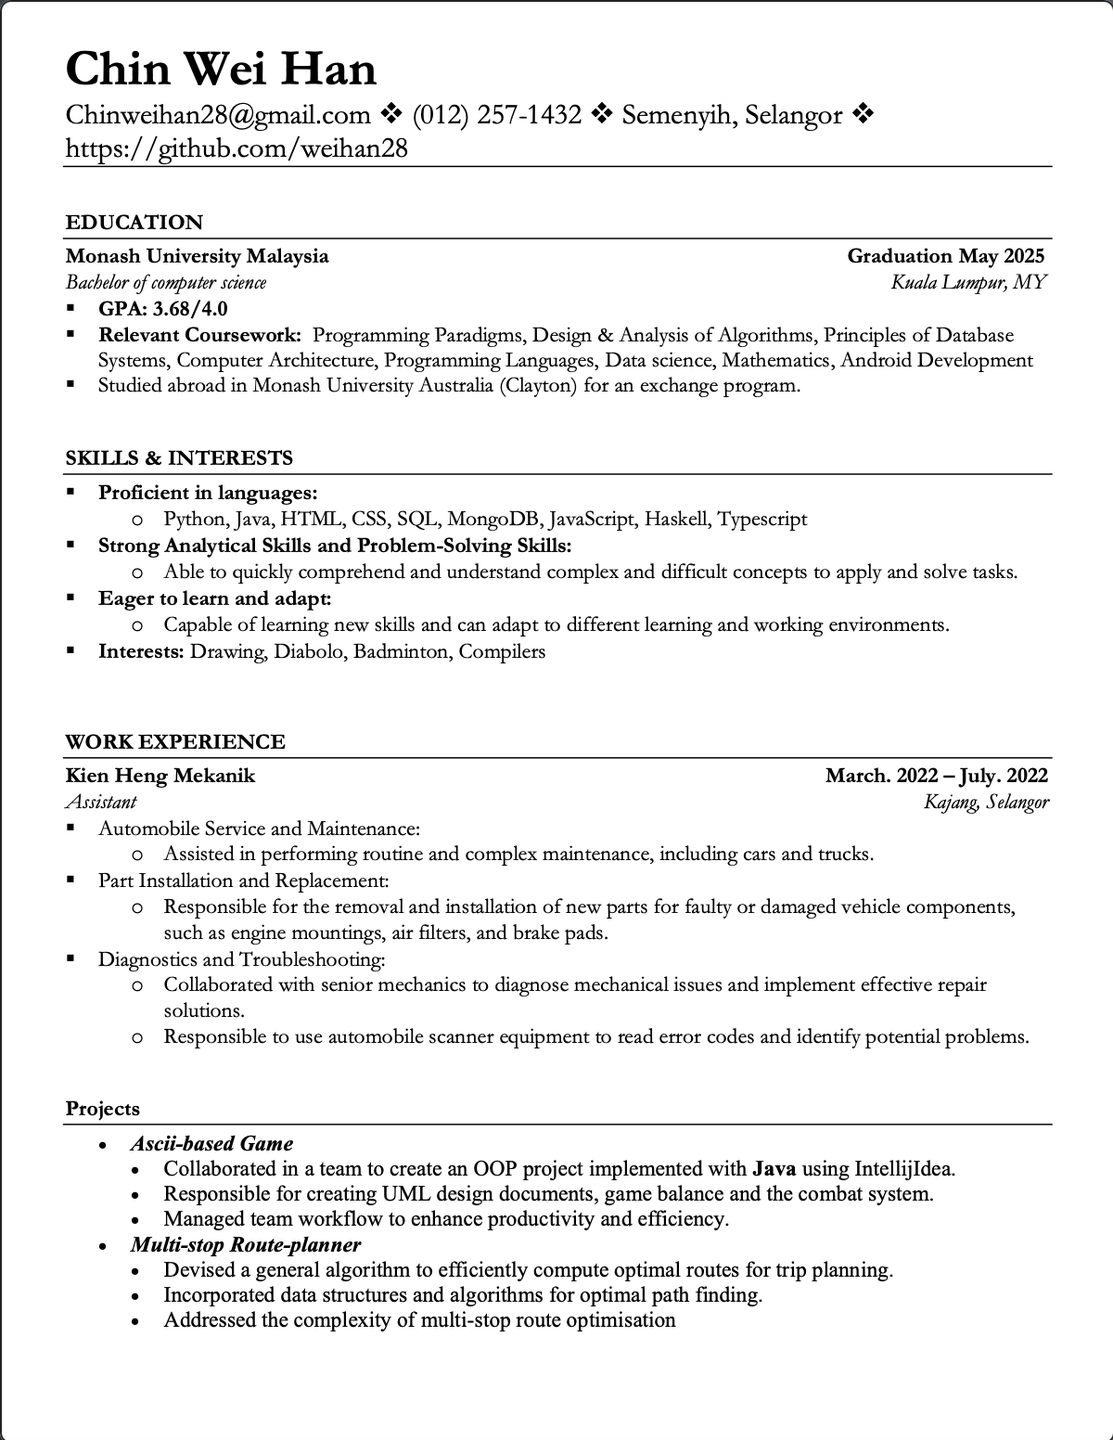 Chin Wei Han
Chinweihan28@gmail.com ❖ (012) 257-1432 ❖ Semenyih, Selangor ❖
https://github.com/weihan28
EDUCATION
Monash University Malaysia Graduation May 2025
Bachelor of computer science Kuala Lumpur, MY
▪ GPA: 3.68/4.0
▪ Relevant Coursework: Programming Paradigms, Design & Analysis of Algorithms, Principles of Database
Systems, Computer Architecture, Programming Languages, Data science, Mathematics, Android Development
▪ Studied abroad in Monash University Australia (Clayton) for an exchange program.
SKILLS & INTERESTS
▪ Proficient in languages:
o Python, Java, HTML, CSS, SQL, MongoDB, JavaScript, Haskell, Typescript
▪ Strong Analytical Skills and Problem-Solving Skills:
o Able to quickly comprehend and understand complex and difficult concepts to apply and solve tasks.
▪ Eager to learn and adapt:
o Capable of learning new skills and can adapt to different learning and working environments.
▪ Interests: Drawing, Diabolo, Badminton, Compilers
WORK EXPERIENCE
Kien Heng Mekanik March. 2022 – July. 2022
Assistant Kajang, Selangor
▪ Automobile Service and Maintenance:
o Assisted in performing routine and complex maintenance, including cars and trucks.
▪ Part Installation and Replacement:
o Responsible for the removal and installation of new parts for faulty or damaged vehicle components,
such as engine mountings, air filters, and brake pads.
▪ Diagnostics and Troubleshooting:
o Collaborated with senior mechanics to diagnose mechanical issues and implement effective repair
solutions.
o Responsible to use automobile scanner equipment to read error codes and identify potential problems.
Projects
• Ascii-based Game
• Collaborated in a team to create an OOP project implemented with Java using IntellijIdea.
• Responsible for creating UML design documents, game balance and the combat system.
• Managed team workflow to enhance productivity and efficiency.
• Multi-stop Route-planner
• Devised a general algorithm to efficiently compute optimal routes for trip planning.
• Incorporated data structures and algorithms for optimal path finding.
• Addressed the complexity of multi-stop route optimisation